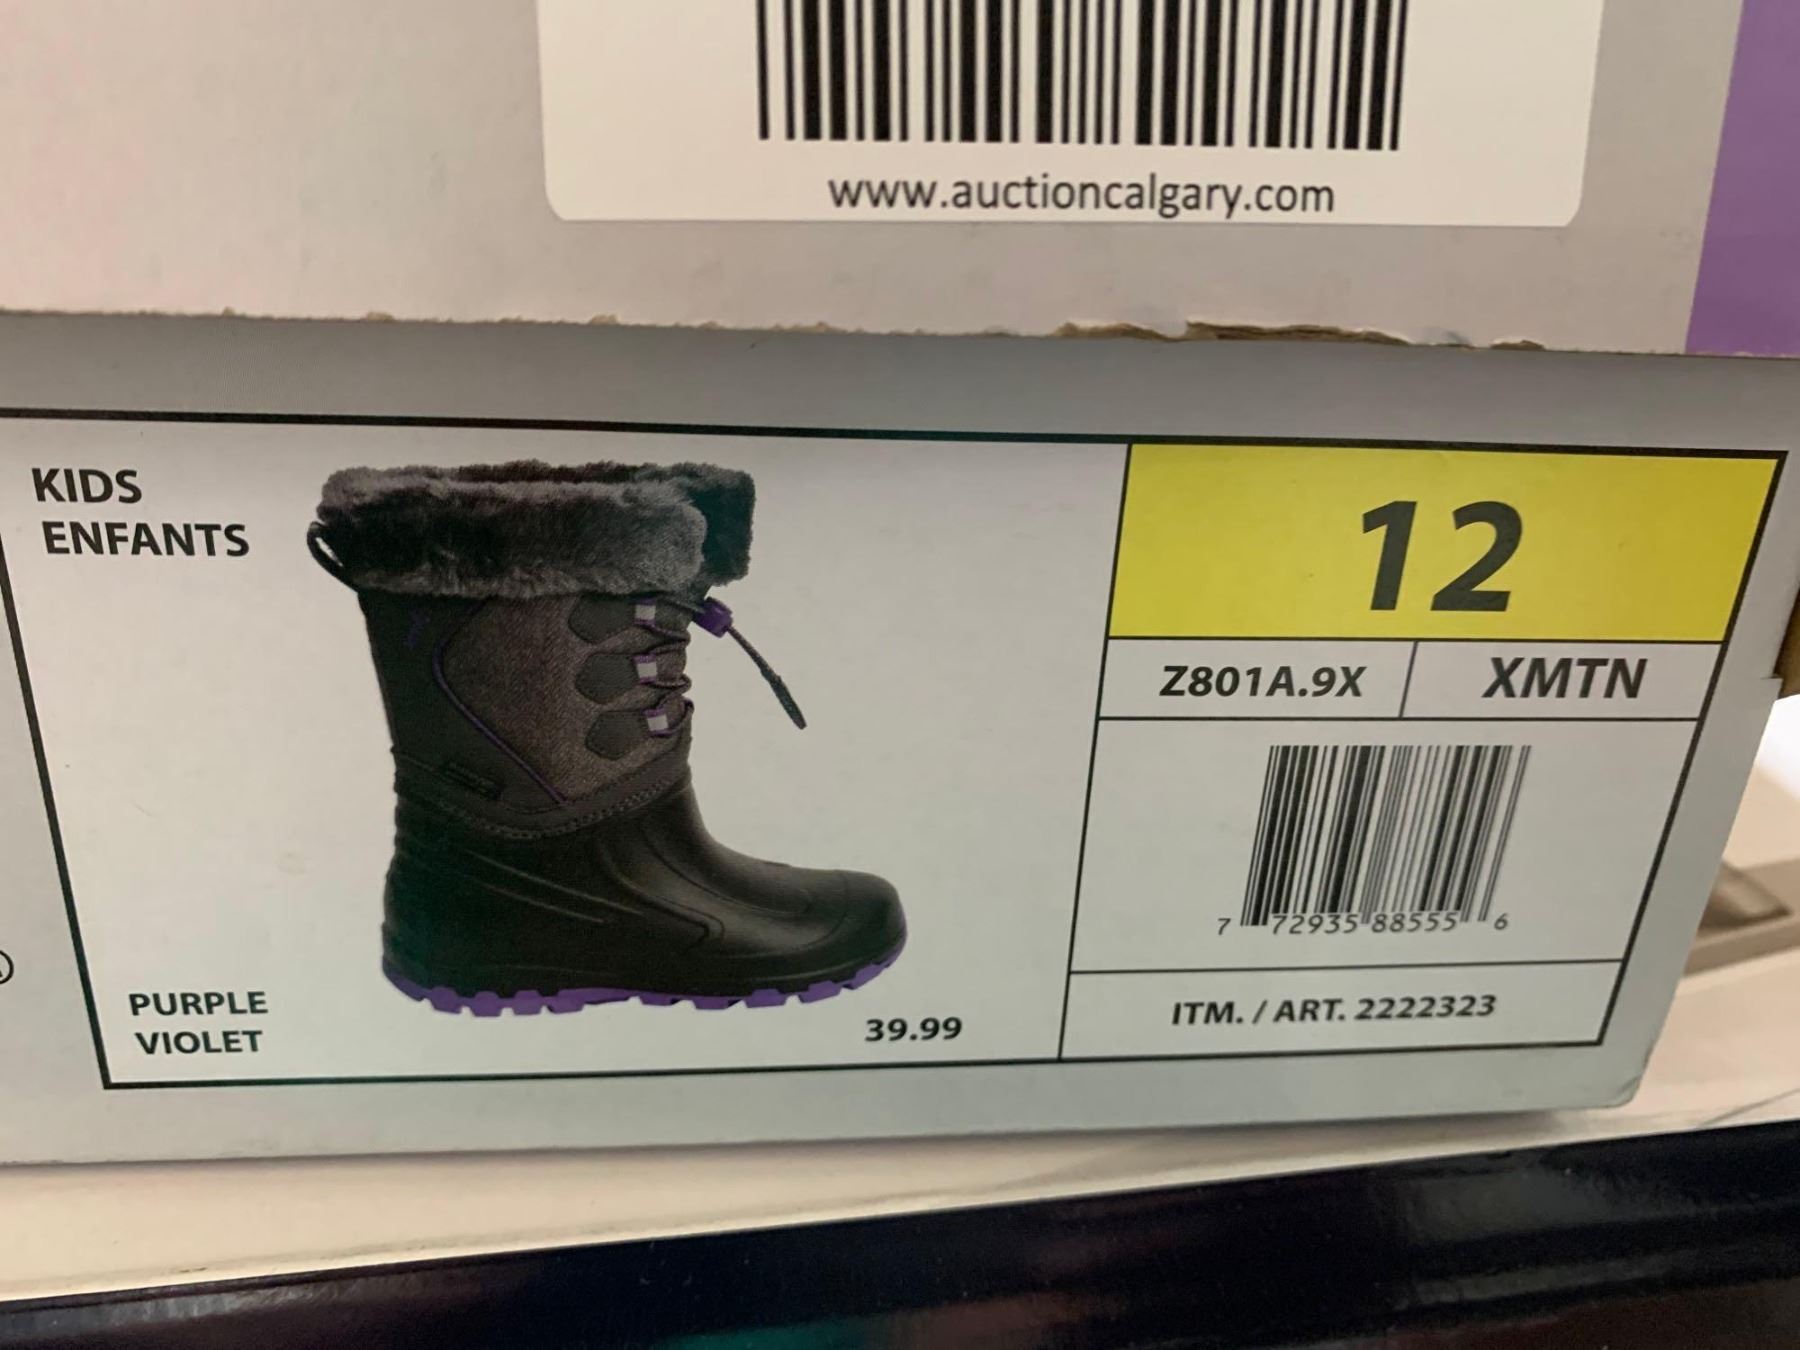 www.auctioncalgary.com
KIDS
ENFANTS
PURPLE
VIOLET
39.99
12
Z801A.9X
XMTN
7 72935 88555 6
ITM. / ART. 2222323